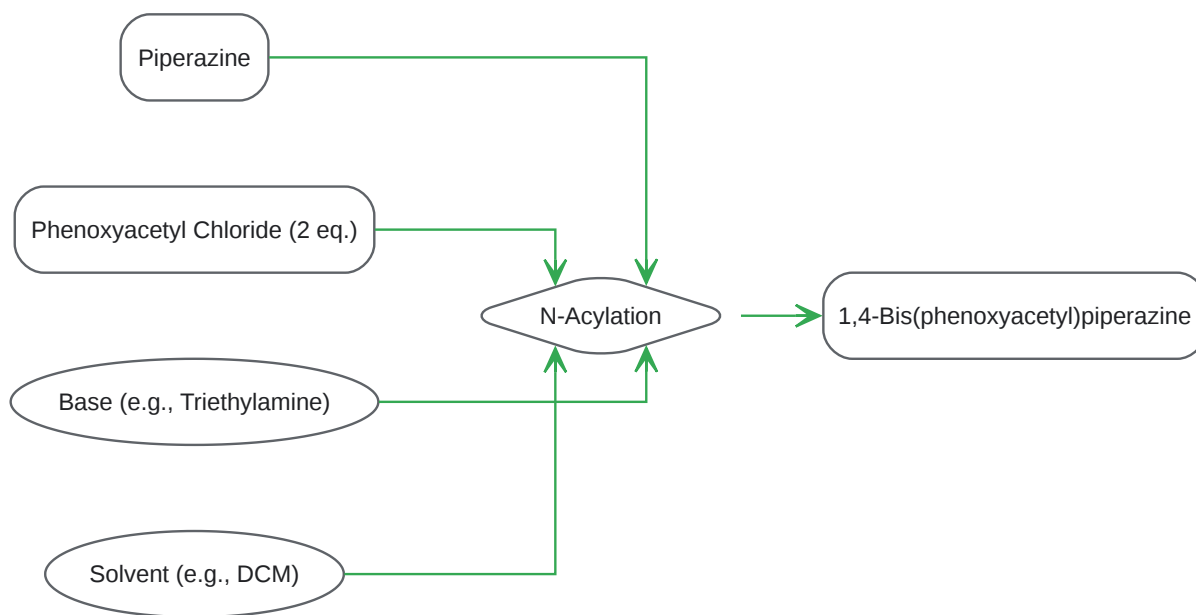 Piperazine
Phenoxyacetyl Chloride (2 eq.)
N-Acylation
1,4-Bis(phenoxyacetyl)piperazine
Base (e.g., Triethylamine)
Solvent (e.g., DCM)